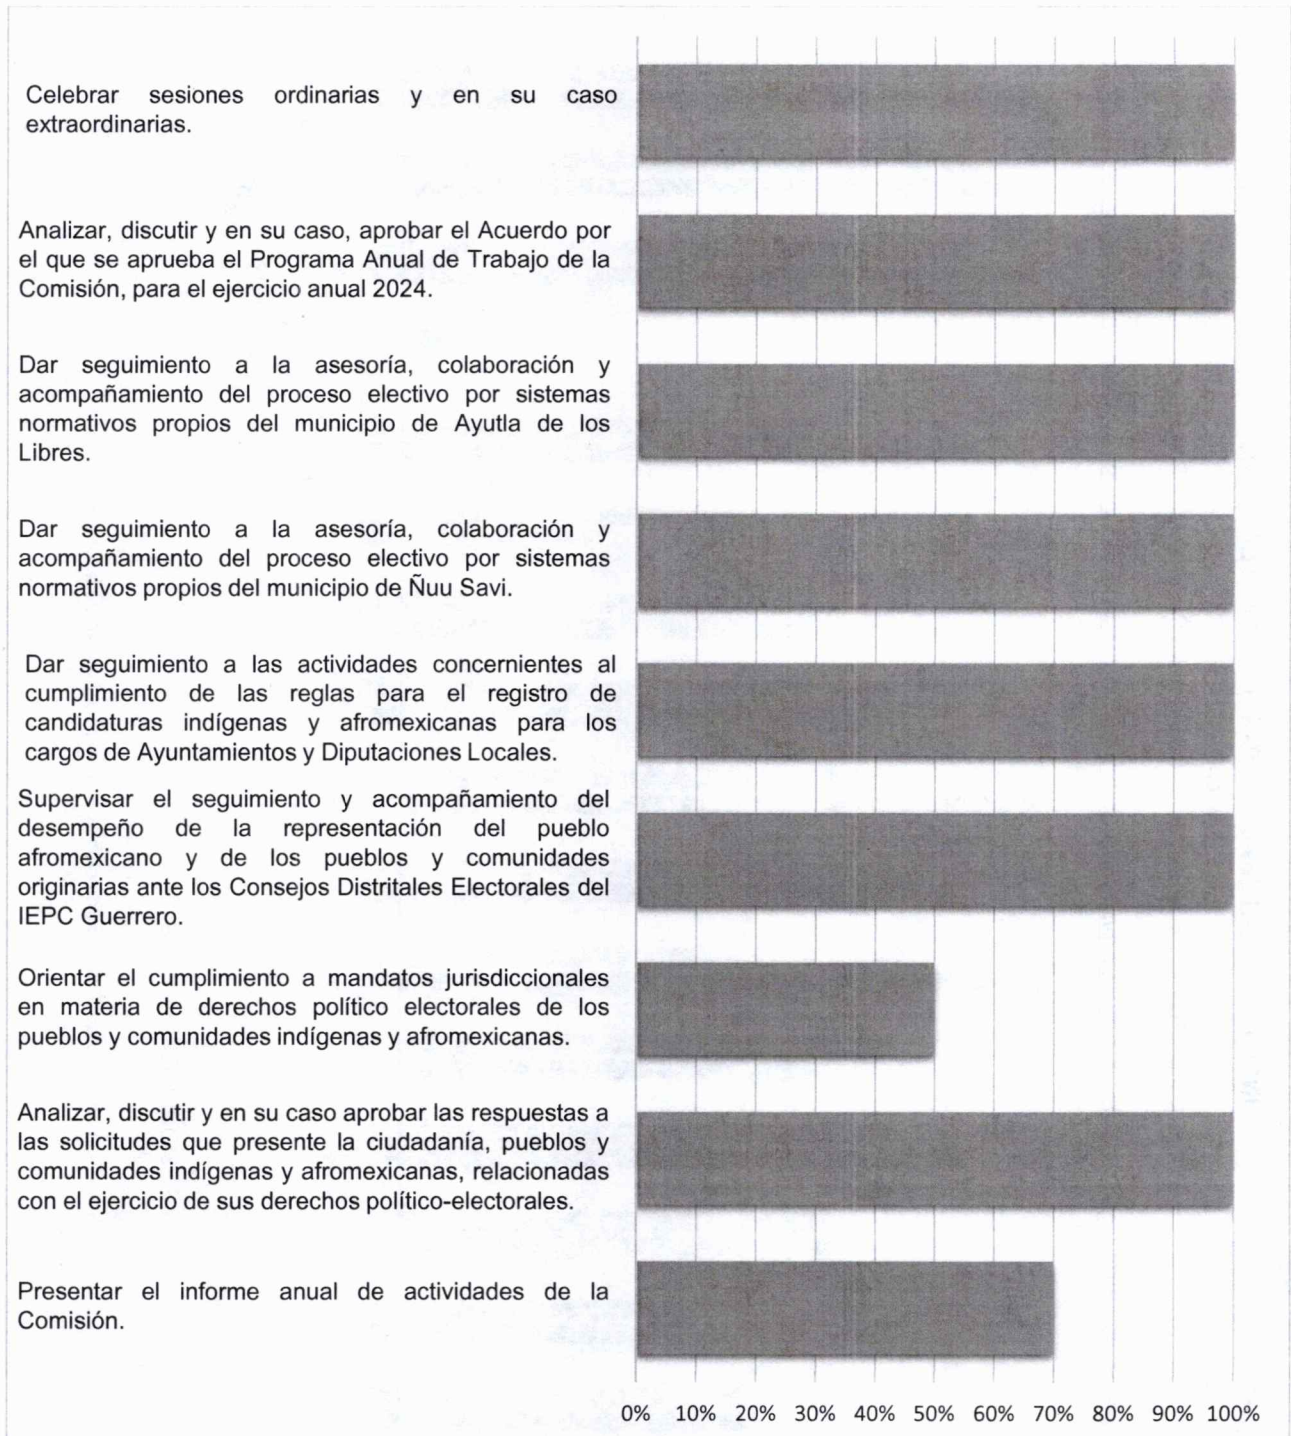 Celebrar sesiones ordinarias y en su caso
extraordinarias.
Analizar, discutir y en su caso, aprobar el Acuerdo por
el que se aprueba el Programa Anual de Trabajo de la
Comisión, para el ejercicio anual 2024.
Dar seguimiento a la asesoría, colaboración y
acompañamiento del proceso electivo por sistemas
normativos propios del municipio de Ayutla de los
Libres.
Dar seguimiento a la asesoría, colaboración y
acompañamiento del proceso electivo por sistemas
normativos propios del municipio de Ñuu Savi.
Dar seguimiento a las actividades concernientes al
cumplimiento de las reglas para el registro de
candidaturas indígenas y afromexicanas para los
cargos de Ayuntamientos y Diputaciones Locales.
Supervisar el seguimiento y acompañamiento del
desempeño de la representación del pueblo
afromexicano y de los pueblos y comunidades
originarias ante los Consejos Distritales Electorales del
IEPC Guerrero.
Orientar el cumplimiento a mandatos jurisdiccionales
en materia de derechos político electorales de los
pueblos y comunidades indígenas y afromexicanas.
Analizar, discutir y en su caso aprobar las respuestas a
las solicitudes que presente la ciudadanía, pueblos y
comunidades indígenas y afromexicanas, relacionadas
con el ejercicio de sus derechos político-electorales.
Presentar el informe anual de actividades de la
Comisión.
0% 10% 20% 30% 40% 50% 60% 70% 80% 90% 100%